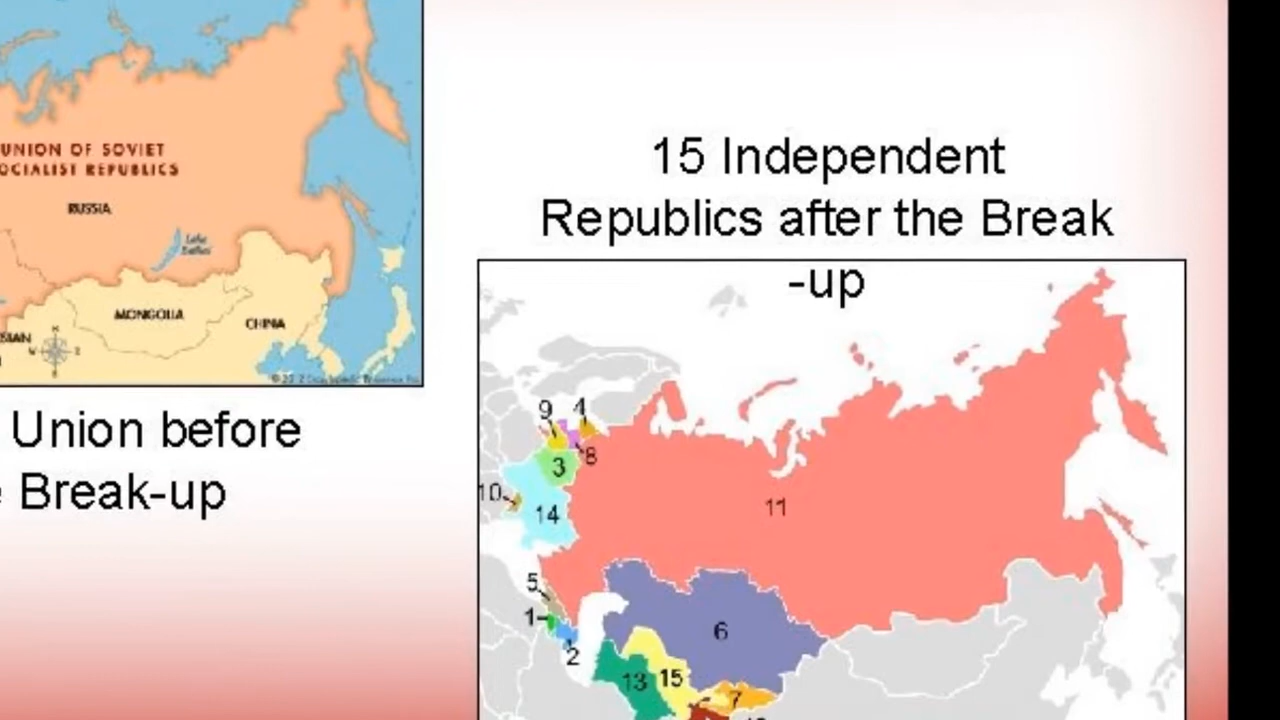 UNION OF SOVIET
OCIALIST REPUBLICS
RUSSIA
Lake
MONGOLIA
CHINA
N
Union before
Break-up
15 Independent
Republics after the Break
-up
9
4
8
3
10
14
11
5
1
2
6
13
15
7